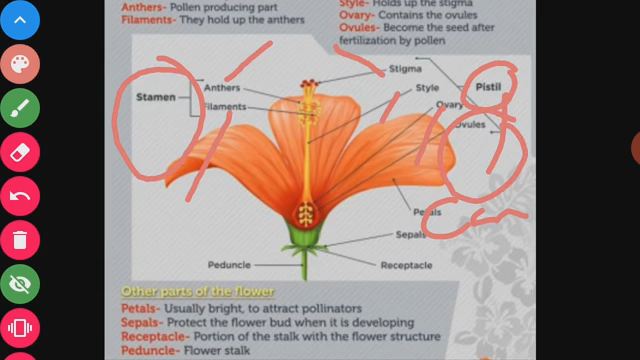 Anthers- Pollen producing part
Filaments- They hold up the anthers
Style- Holds up the stigma
Ovary- Contains the ovules
Ovules- Become the seed after
fertilization by pollen
Stigma
Anthers
Stamen
Filaments
Style
Pistil
Ovary
Ovules
Petals
Sepals
Peduncle
Receptacle
Other parts of the flower
Petals- Usually bright, to attract pollinators
Sepals- Protect the flower bud when it is developing
Receptacle- Portion of the stalk with the flower structure
Peduncle- Flower stalk